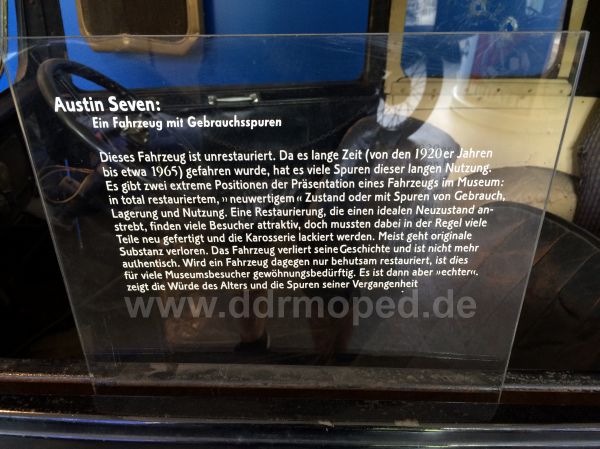 Austin Seven:
Ein Fahrzeug mit Gebrauchsspuren
Dieses Fahrzeug ist unrestauriert. Da es lange Zeit (von den 1920er Jahren
bis etwa 1965) gefahren wurde, hat es viele Spuren dieser langen Nutzung.
Es gibt zwei extreme Positionen der Präsentation eines Fahrzeugs im Museum:
in total restauriertem, »neuwertigem« Zustand oder mit Spuren von Gebrauch,
Lagerung und Nutzung. Eine Restaurierung, die einen idealen Neuzustand an-
strebt, finden viele Besucher attraktiv, doch mussten dabei in der Regel viele
Teile neu gefertigt und die Karosserie lackiert werden. Meist geht originale
Substanz verloren. Das Fahrzeug verliert seine Geschichte und ist nicht mehr
authentisch. Wird ein Fahrzeug dagegen nur behutsam restauriert, ist dies
für viele Museumsbesucher gewöhnungsbedürftig. Es ist dann aber »echter«.
zeigt die Würde des Alters und die Spuren seiner Vergangenheit
www.ddrmoped.de